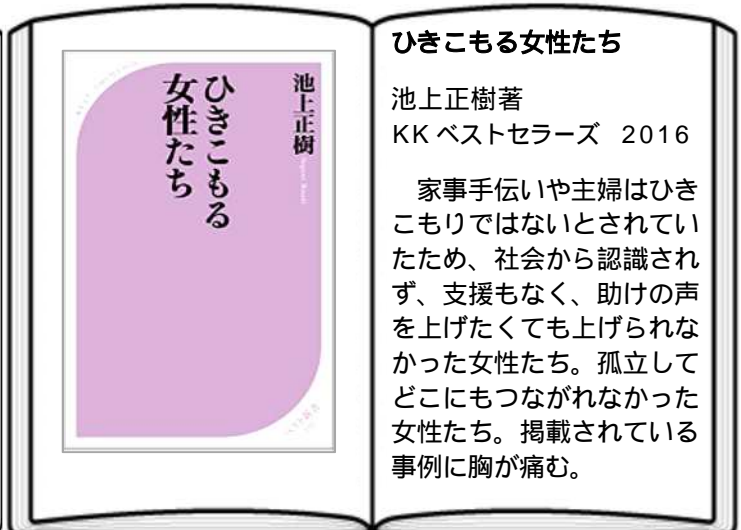 池上正樹
ひきこもる
女性たち
ひきこもる女性たち
池上正樹著
KKベストセラーズ 2016
家事手伝いや主婦はひき
こもりではないとされてい
たため、社会から認識され
ず、支援もなく、助けの声
を上げたくても上げられな
かった女性たち。孤立して
どこにもつながれなかった
女性たち。掲載されている
事例に胸が痛む。